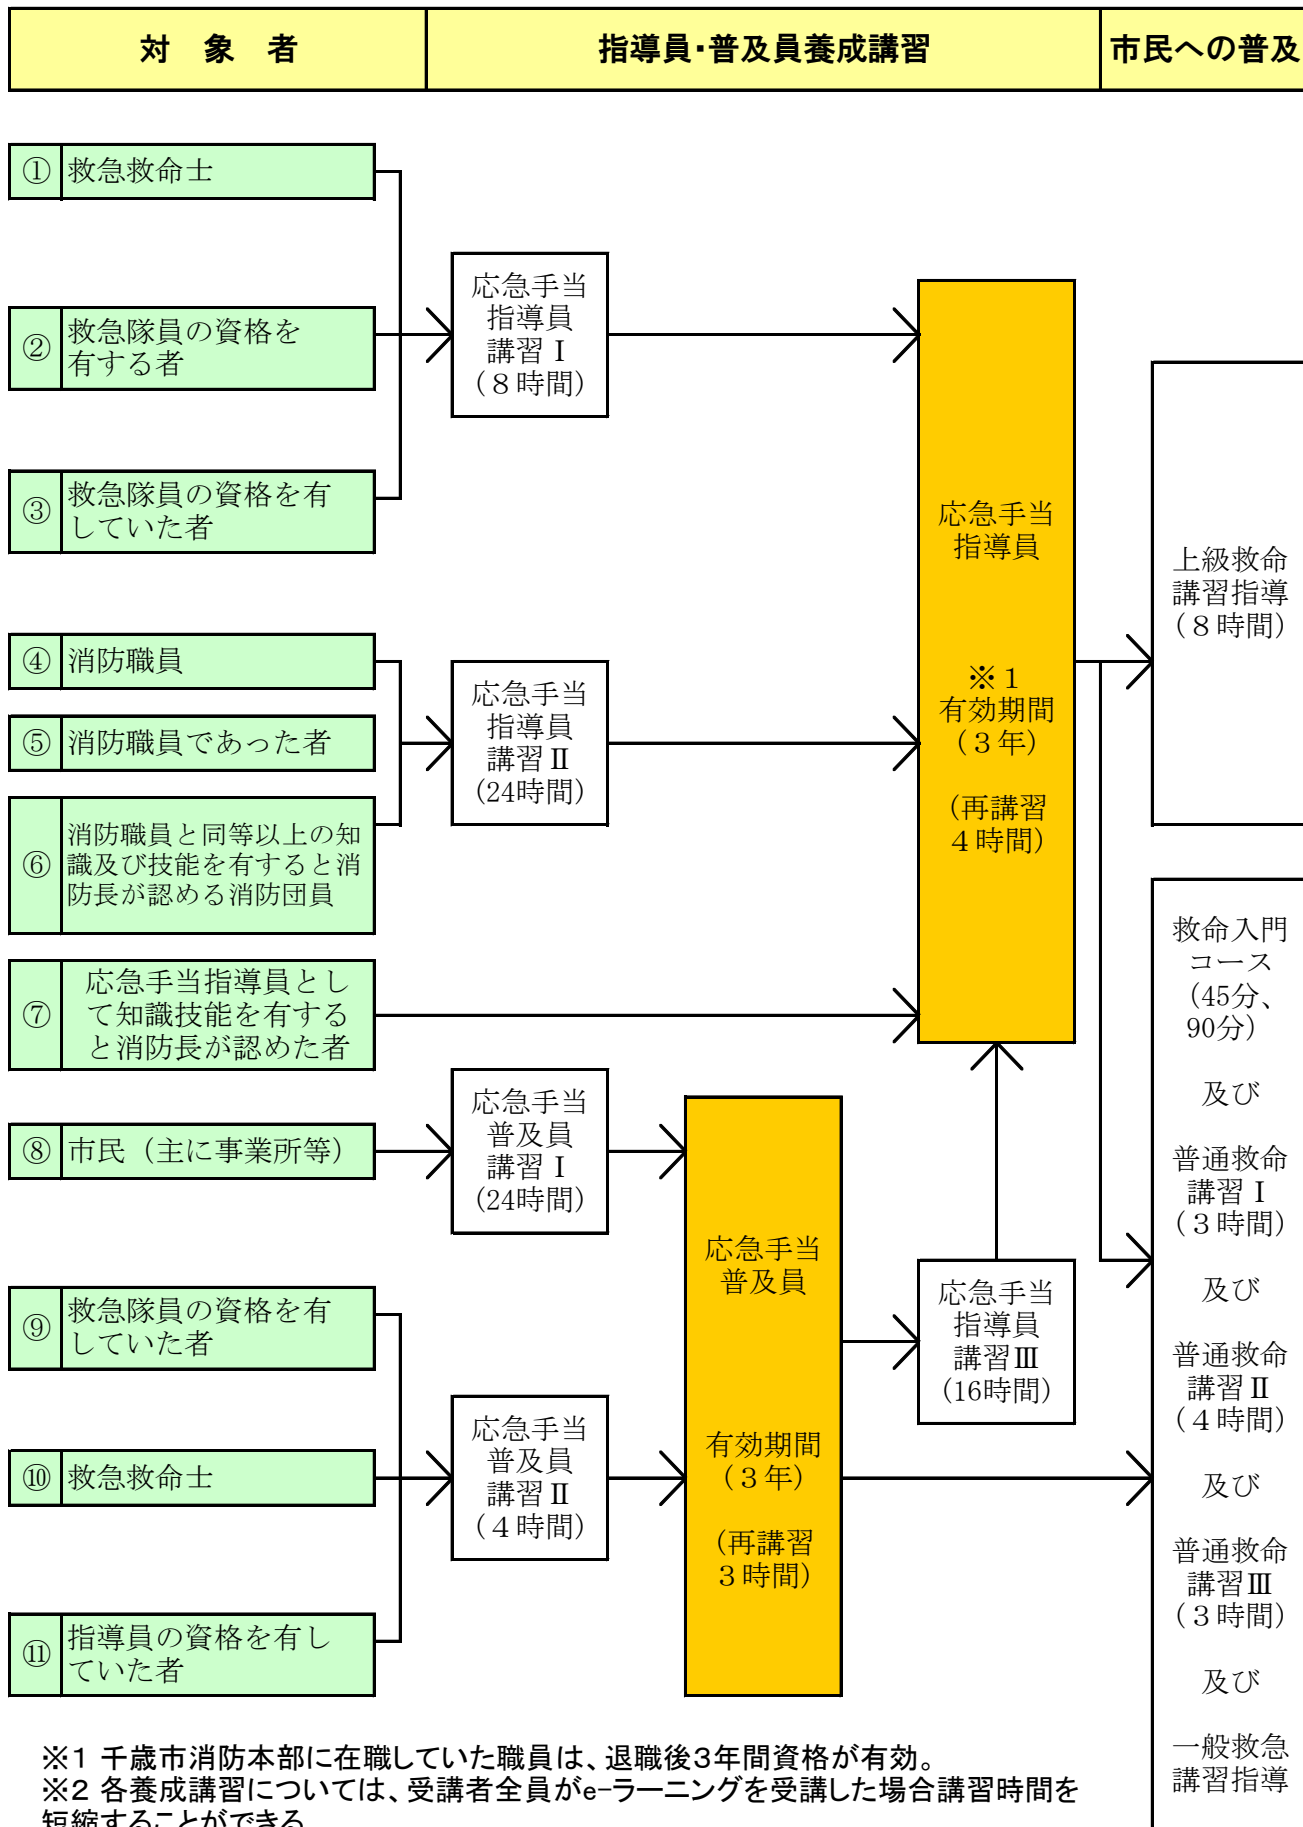 対　象　者
指導員・普及員養成講習
市民への普及
①
救急救命士
②
救急隊員の資格を
有する者
③
救急隊員の資格を有
していた者
応急手当
指導員
講習Ⅰ
（８時間）
④
消防職員
⑤
消防職員であった者
⑥
消防職員と同等以上の知
識及び技能を有すると消
防長が認める消防団員
応急手当
指導員
講習Ⅱ
(24時間)
⑦
応急手当指導員とし
て知識技能を有する
と消防長が認めた者
応急手当
指導員
※１
有効期間
（３年）
（再講習
４時間）
⑧
市民（主に事業所等）
応急手当
普及員
講習Ⅰ
(24時間)
⑨
救急隊員の資格を有
していた者
⑩
救急救命士
⑪
指導員の資格を有し
ていた者
応急手当
普及員
講習Ⅱ
（４時間）
応急手当
普及員
有効期間
（３年）
（再講習
３時間）
応急手当
指導員
講習Ⅲ
(16時間)
上級救命
講習指導
（８時間）
救命入門
コース
(45分、
90分)
及び
普通救命
講習Ⅰ
（３時間）
及び
普通救命
講習Ⅱ
（４時間）
及び
普通救命
講習Ⅲ
（３時間）
及び
一般救急
講習指導
※1 千歳市消防本部に在職していた職員は、退職後3年間資格が有効。
※2 各養成講習については、受講者全員がe-ラーニングを受講した場合講習時間を
短縮することができる